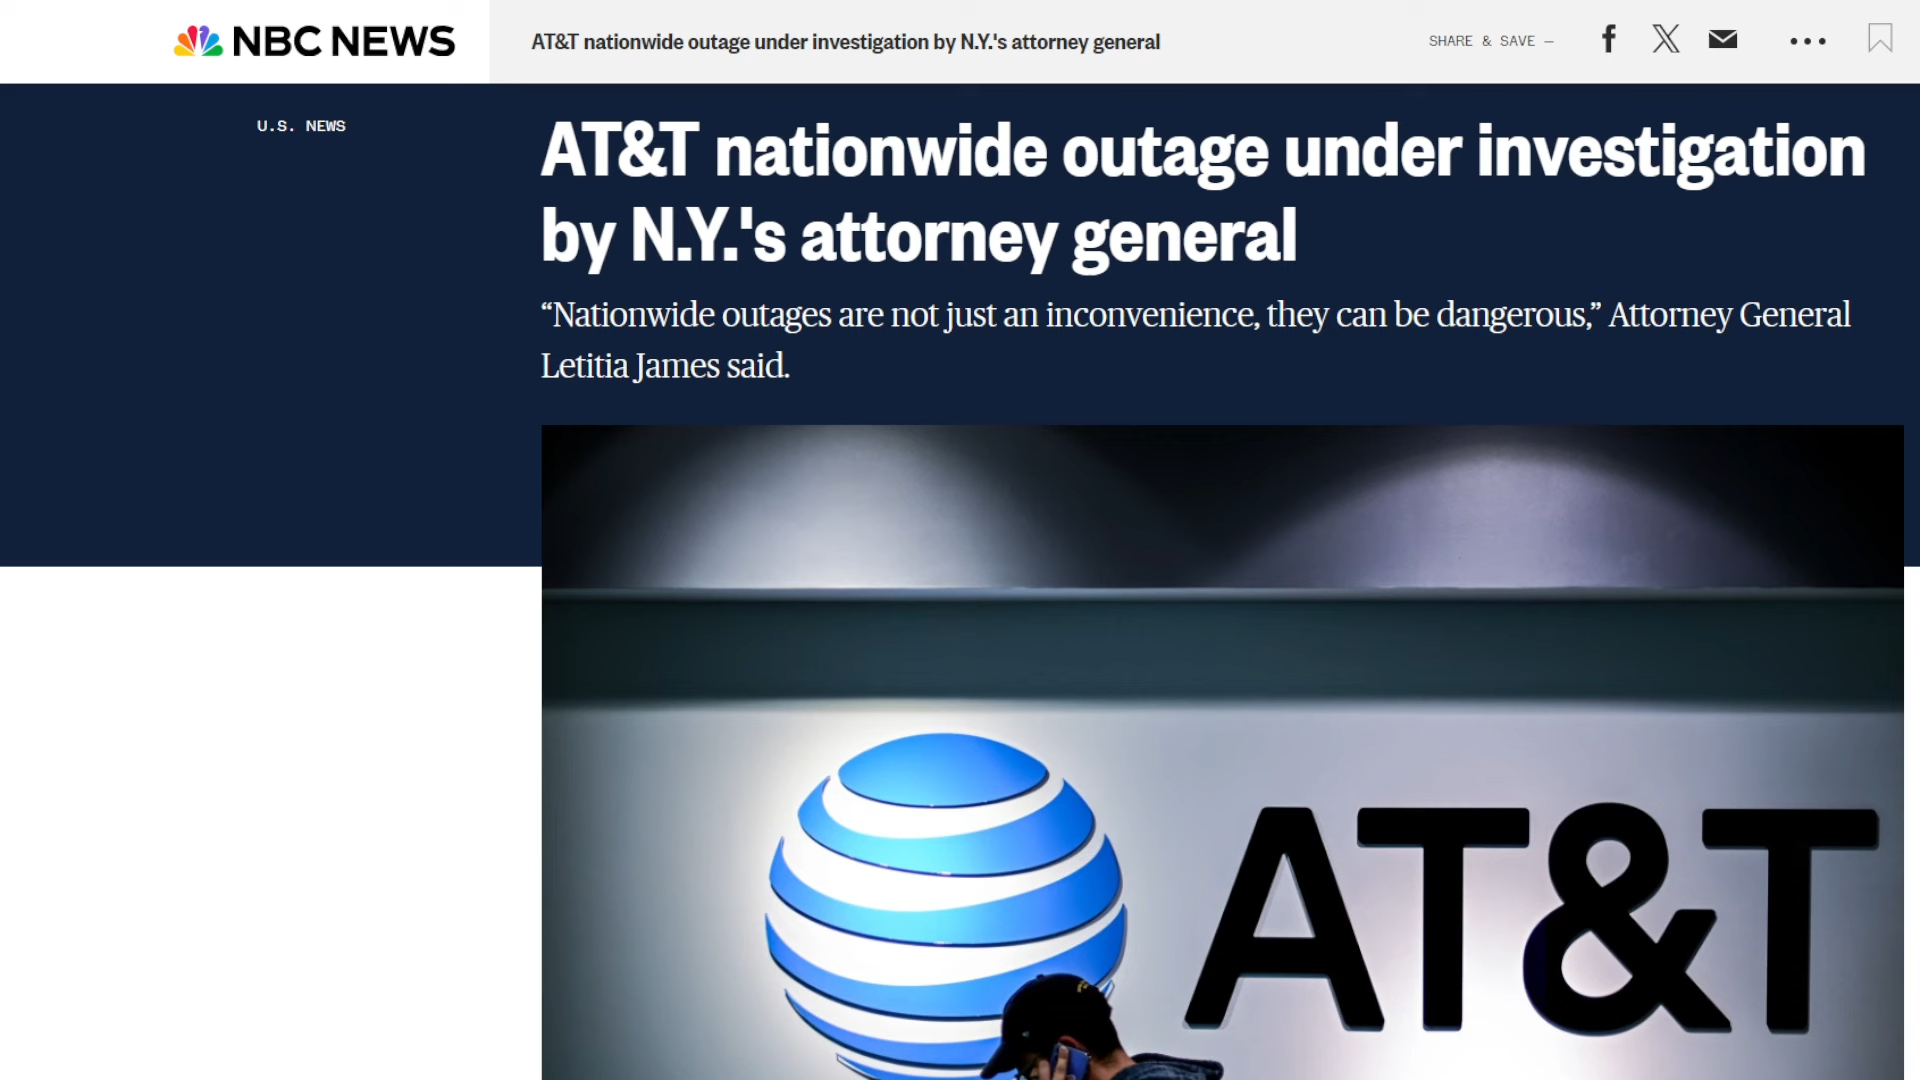 NBC NEWS
AT&T nationwide outage under investigation by N.Y.'s attorney general
SHARE & SAVE —
U.S. NEWS
AT&T nationwide outage under investigation
by N.Y.'s attorney general
“Nationwide outages are not just an inconvenience, they can be dangerous,” Attorney General
Letitia James said.
AT&T